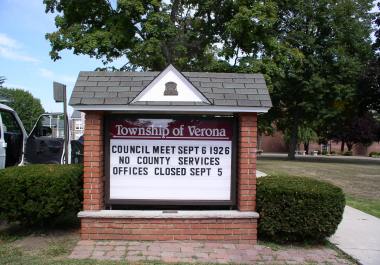 Township of Verona
COUNCIL MEET SEPT 6 1926
NO COUNTY SERVICES
OFFICES CLOSED SEPT 5